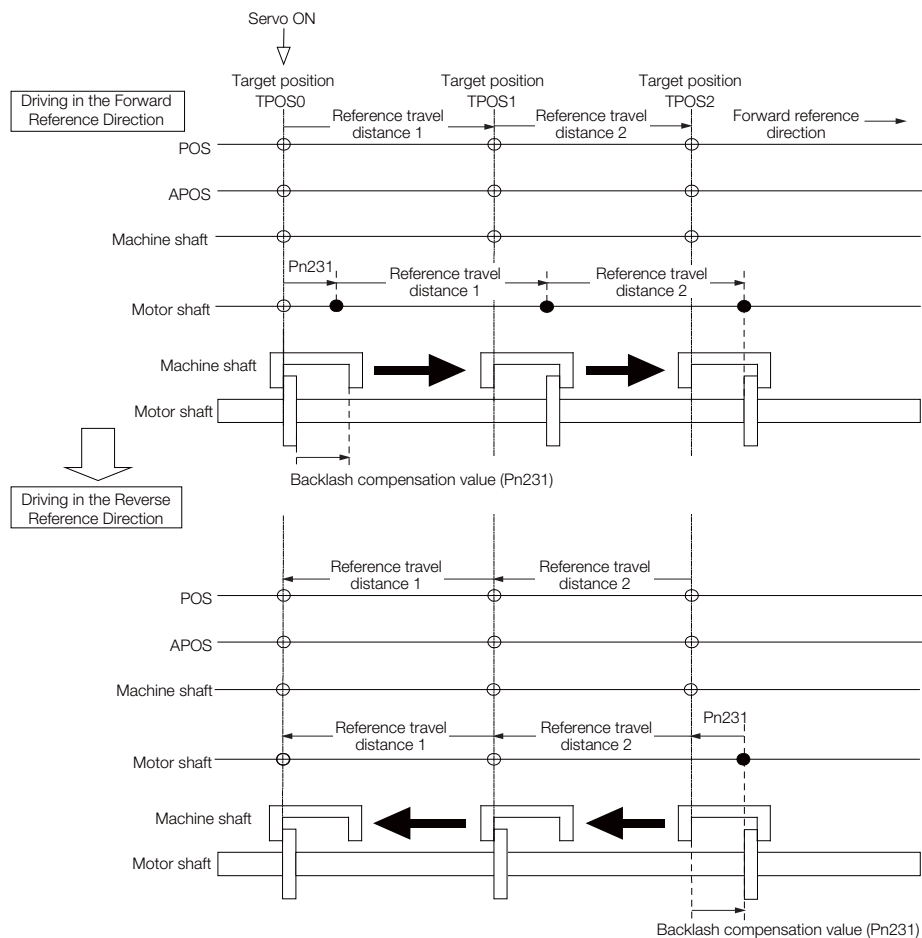 Servo ON
Target position
TPOS0
Target position
TPOS1
Target position
TPOS2
Driving in the Forward
Reference Direction
Reference travel
distance 1
Reference travel
distance 2
Forward reference
direction
POS
APOS
Machine shaft
Pn231
Reference travel
distance 1
Reference travel
distance 2
Motor shaft
Machine shaft
Motor shaft
Backlash compensation value (Pn231)
Driving in the Reverse
Reference Direction
Reference travel
distance 1
Reference travel
distance 2
POS
APOS
Machine shaft
Reference travel
distance 1
Reference travel
distance 2
Pn231
Motor shaft
Machine shaft
Motor shaft
Backlash compensation value (Pn231)